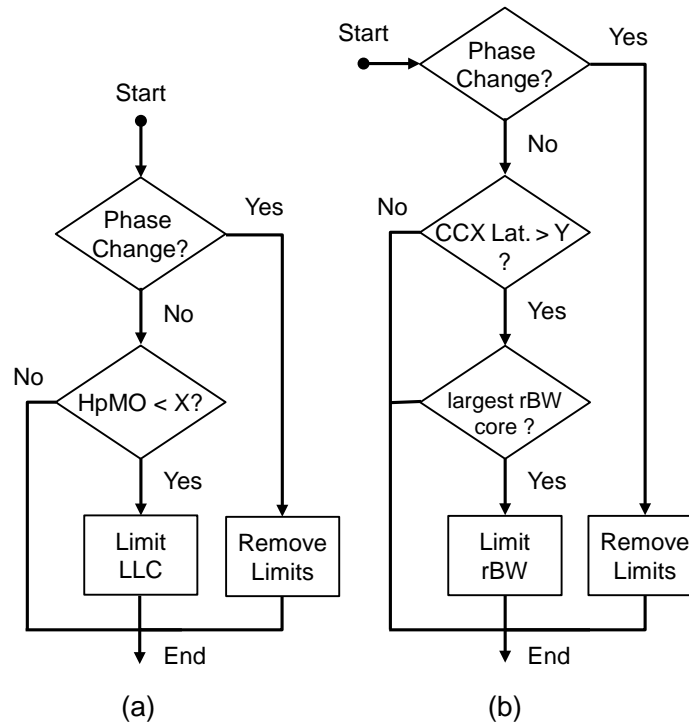 Start
Phase
Change?
Yes
No
HpMO < X?
No
Yes
Limit
LLC
Remove
Limits
End
(a)
Start
Phase
Change?
Yes
No
No
CCX Lat. > Y
?
Yes
largest rBW
core ?
Yes
Limit
rBW
Remove
Limits
End
(b)